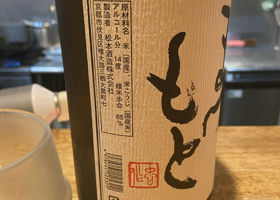 原材料名 米(国産)、米こうじ(国産米)
アルコール分 14度 精米歩合 65%
製造者 松本酒造株式会社
京都市伏見区横大路三栖大黒町七
もと